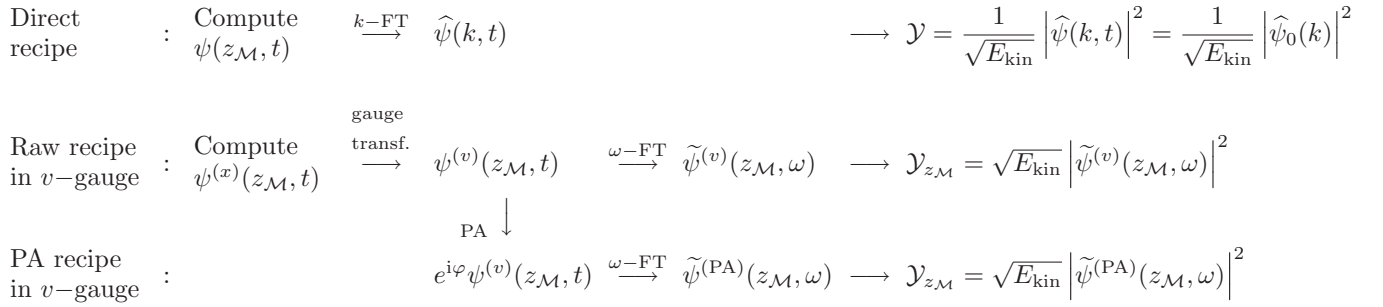 Direct recipe : Compute ψ(z_ℳ, t) —k−FT→ ψ̂(k, t) ⟶ 𝒴 = 1/√E_kin |ψ̂(k, t)|² = 1/√E_kin |ψ̂₀(k)|²
Raw recipe in v−gauge : Compute ψ^(x)(z_ℳ, t) —gauge transf.→ ψ^(v)(z_ℳ, t) —ω−FT→ ψ̃^(v)(z_ℳ, ω) ⟶ 𝒴_{z_ℳ} = √E_kin |ψ̃^(v)(z_ℳ, ω)|²
PA ↓
PA recipe in v−gauge : e^{iφ}ψ^(v)(z_ℳ, t) —ω−FT→ ψ̃^(PA)(z_ℳ, ω) ⟶ 𝒴_{z_ℳ} = √E_kin |ψ̃^(PA)(z_ℳ, ω)|²